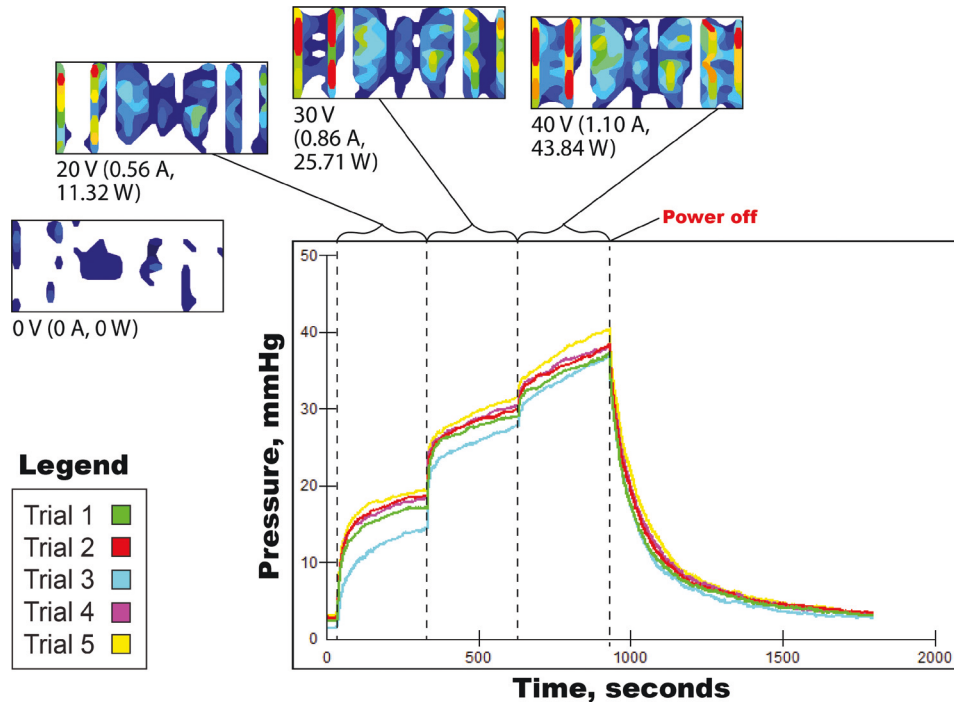 20 V (0.56 A,
11.32 W)
30 V
(0.86 A,
25.71 W)
40 V (1.10 A,
43.84 W)
0 V (0 A, 0 W)
Power off
Legend
Trial 1
Trial 2
Trial 3
Trial 4
Trial 5
Pressure, mmHg
50
40
30
20
10
0
0
500
1000
1500
2000
Time, seconds